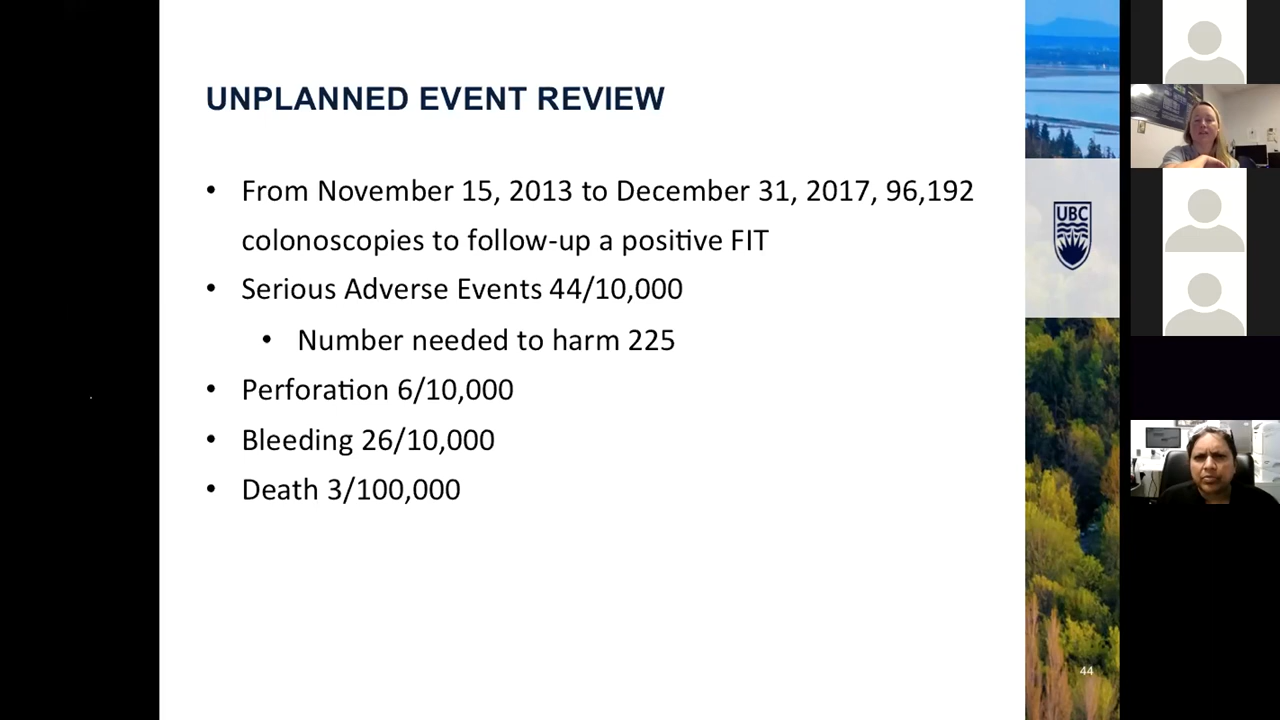 UNPLANNED EVENT REVIEW
• From November 15, 2013 to December 31, 2017, 96,192
colonoscopies to follow-up a positive FIT
• Serious Adverse Events 44/10,000
• Number needed to harm 225
• Perforation 6/10,000
• Bleeding 26/10,000
• Death 3/100,000
UBC
44